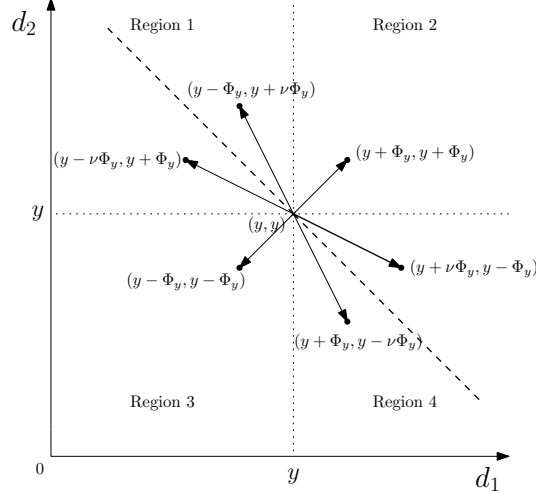 d₂
Region 1
Region 2
(y − Φ_y, y + νΦ_y)
(y − νΦ_y, y + Φ_y)
(y + Φ_y, y + Φ_y)
y
(y, y)
(y + νΦ_y, y − Φ_y)
(y − Φ_y, y − Φ_y)
(y + Φ_y, y − νΦ_y)
Region 3
Region 4
0
y
d₁